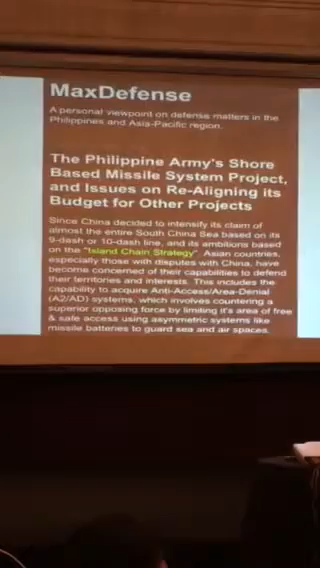 MaxDefense
A personal viewpoint on defense matters in the
Philippines and Asia-Pacific region.
The Philippine Army's Shore
Based Missile System Project,
and Issues on Re-Aligning its
Budget for Other Projects
Since China decided to intensify its claim of
almost the entire South China Sea based on its
9-dash or 10-dash line, and its ambitions based
on the "Island Chain Strategy". Asian countries,
especially those with disputes with China, have
become concerned of their capabilities to defend
their territories and interests. This includes the
capability to acquire Anti-Access/Area-Denial
(A2/AD) systems, which involves countering a
superior opposing force by limiting it's area of free
& safe access using asymmetric systems like
missile batteries to guard sea and air spaces.